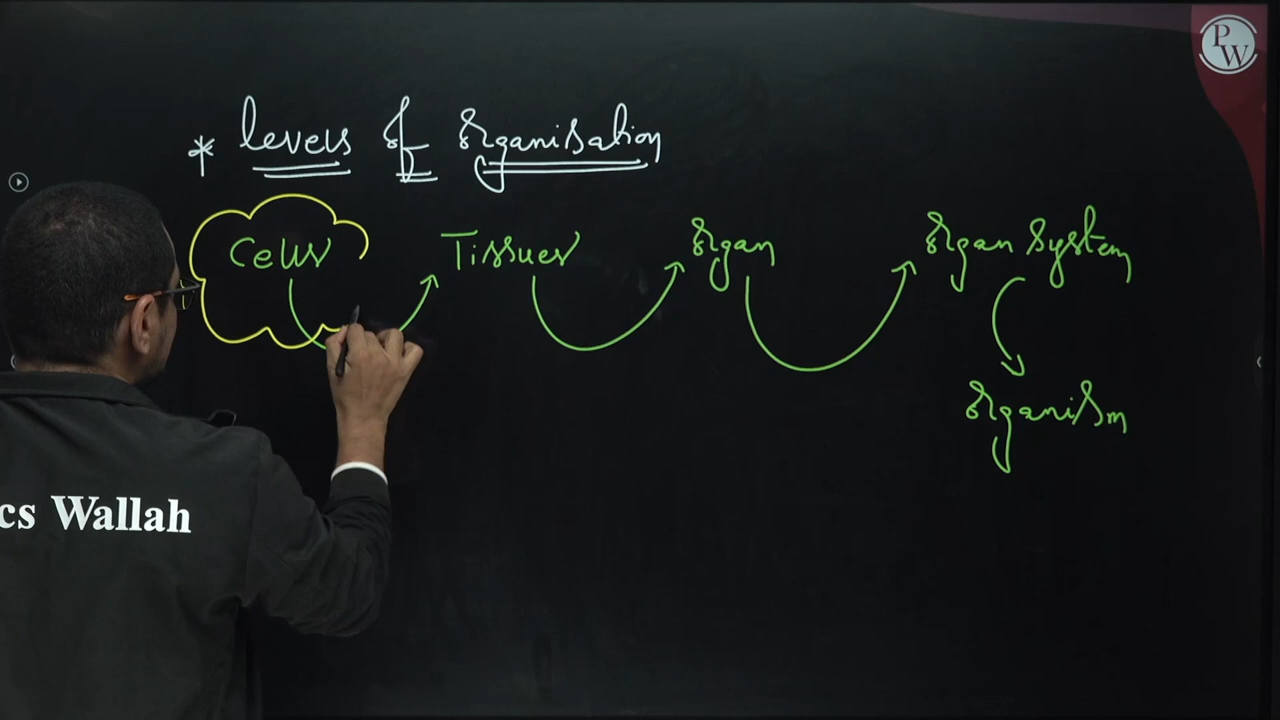 PW
* levels of organisation
Cells Tissues organ organ system
organism
cs Wallah